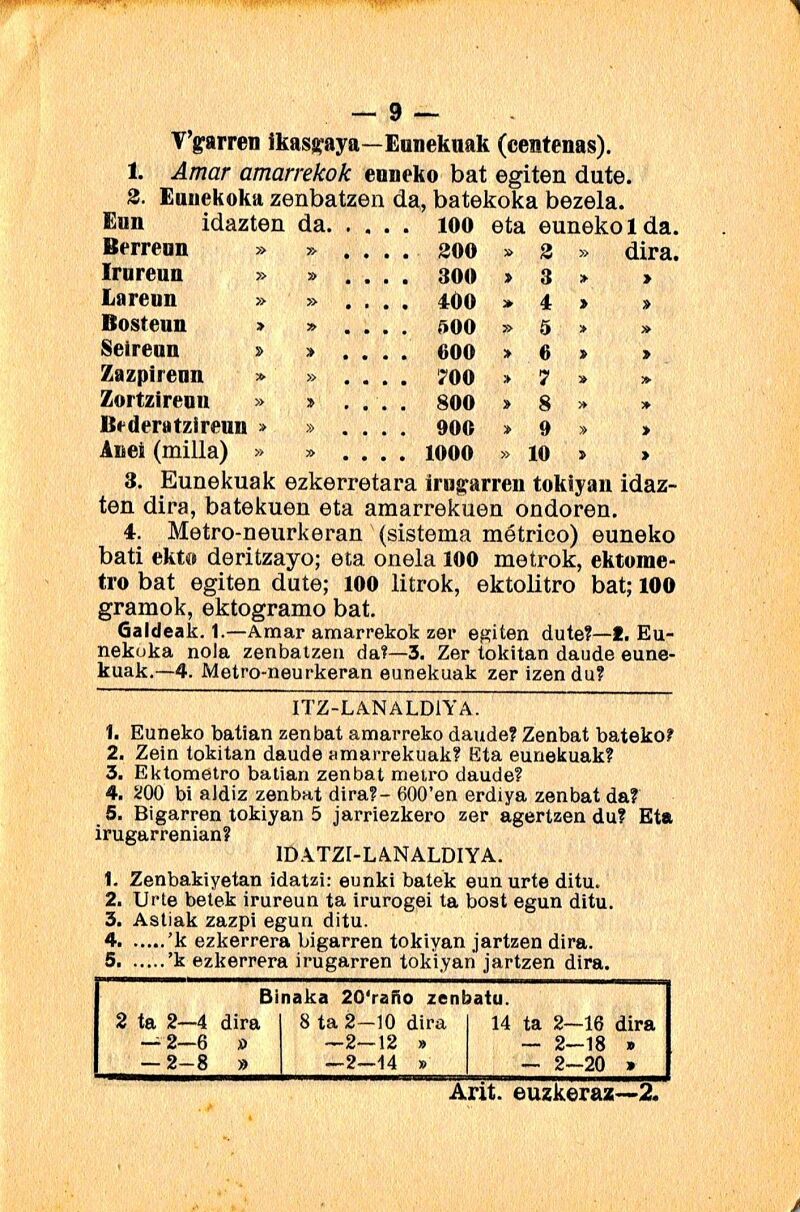 — 9 —
V'garren ikasgaya—Eunekuak (centenas).
1. Amar amarrekok euneko bat egiten dute.
2. Eunekoka zenbatzen da, batekoka bezela.
Eun idazten da. . . . . 100 eta euneko 1 da.
Berreun » » . . . . 200 » 2 » dira.
Irureun » » . . . . 300 » 3 » »
Lareun » » . . . . 400 » 4 » »
Bosteun » » . . . . 500 » 5 » »
Seireun » » . . . . 600 » 6 » »
Zazpireun » » . . . . 700 » 7 » »
Zortzireun » » . . . . 800 » 8 » »
Bederatzireun » » . . . . 900 » 9 » »
Anei (milla) » » . . . . 1000 » 10 » »
3. Eunekuak ezkerretara irugarren tokiyan idaz-
ten dira, batekuen eta amarrekuen ondoren.
4. Metro-neurkeran (sistema métrico) euneko
bati ekto deritzayo; eta onela 100 metrok, ektome-
tro bat egiten dute; 100 litrok, ektolitro bat; 100
gramok, ektogramo bat.
Galdeak. 1.—Amar amarrekok zer egiten dute?—2. Eu-
nekoka nola zenbatzen da?—3. Zer tokitan daude eune-
kuak.—4. Metro-neurkeran eunekuak zer izen du?
ITZ-LANALDIYA.
1. Euneko batian zenbat amarreko daude? Zenbat bateko?
2. Zein tokitan daude amarrekuak? Eta eunekuak?
3. Ektometro batian zenbat metro daude?
4. 200 bi aldiz zenbat dira?- 600'en erdiya zenbat da?
5. Bigarren tokiyan 5 jarriezkero zer agertzen du? Eta
irugarrenian?
IDATZI-LANALDIYA.
1. Zenbakiyetan idatzi: eunki batek eun urte ditu.
2. Urte betek irureun ta irurogei ta bost egun ditu.
3. Astiak zazpi egun ditu.
4. .....'k ezkerrera bigarren tokiyan jartzen dira.
5. .....'k ezkerrera irugarren tokiyan jartzen dira.
Binaka 20'raño zenbatu.
2 ta 2—4 dira 8 ta 2—10 dira 14 ta 2—16 dira
— 2—6 » —2—12 » — 2—18 »
— 2—8 » —2—14 » — 2—20 »
Arit. euzkeraz—2.